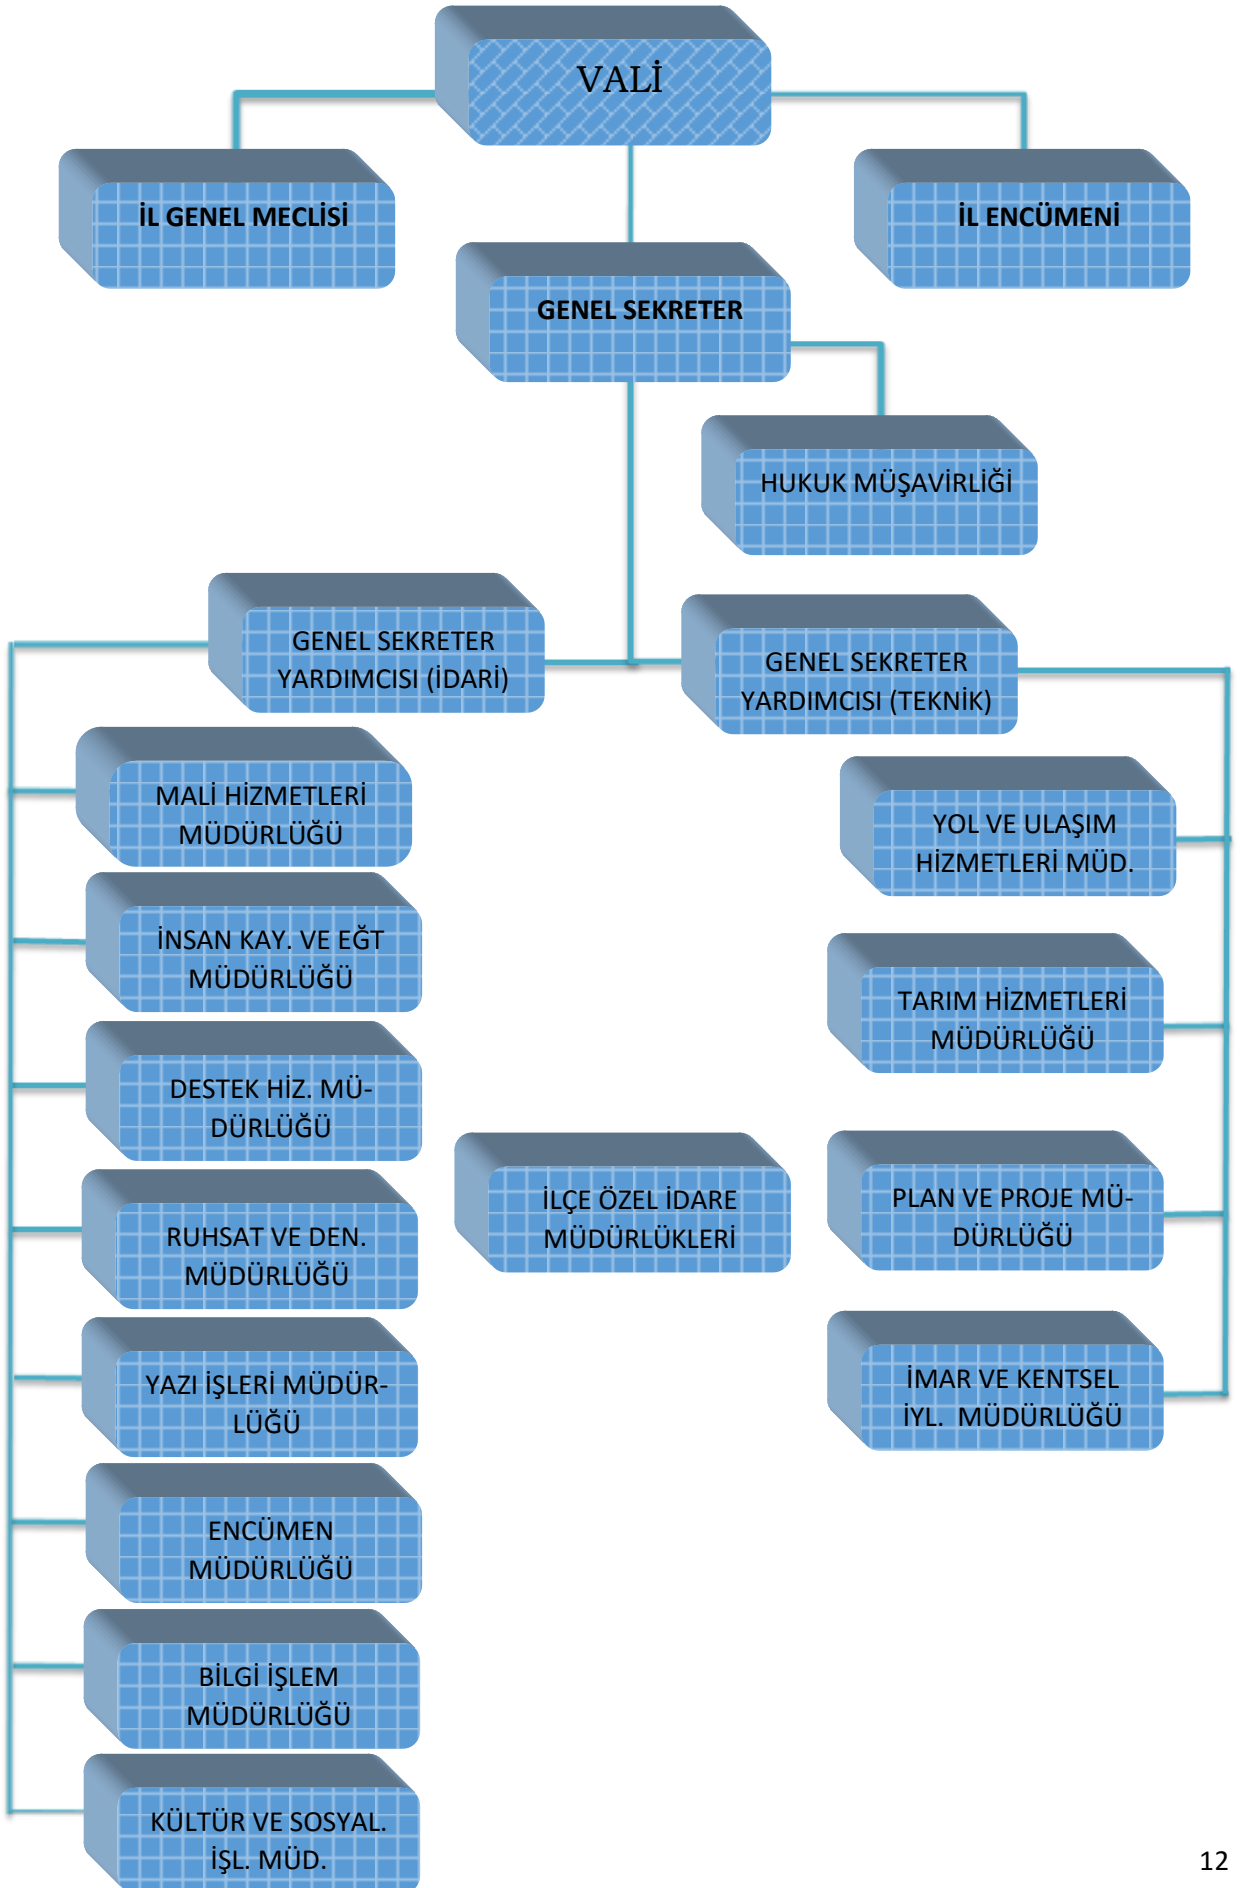 VALİ
İL GENEL MECLİSİ
İL ENCÜMENİ
GENEL SEKRETER
HUKUK MÜŞAVİRLİĞİ
GENEL SEKRETER
YARDIMCISI (İDARİ)
GENEL SEKRETER
YARDIMCISI (TEKNİK)
MALİ HİZMETLERİ
MÜDÜRLÜĞÜ
İNSAN KAY. VE EĞT
MÜDÜRLÜĞÜ
DESTEK HİZ. MÜ-
DÜRLÜĞÜ
RUHSAT VE DEN.
MÜDÜRLÜĞÜ
YAZI İŞLERİ MÜDÜR-
LÜĞÜ
ENCÜMEN
MÜDÜRLÜĞÜ
BİLGİ İŞLEM
MÜDÜRLÜĞÜ
KÜLTÜR VE SOSYAL.
İŞL. MÜD.
İLÇE ÖZEL İDARE
MÜDÜRLÜKLERİ
YOL VE ULAŞIM
HİZMETLERİ MÜD.
TARIM HİZMETLERİ
MÜDÜRLÜĞÜ
PLAN VE PROJE MÜ-
DÜRLÜĞÜ
İMAR VE KENTSEL
İYL.  MÜDÜRLÜĞÜ
12